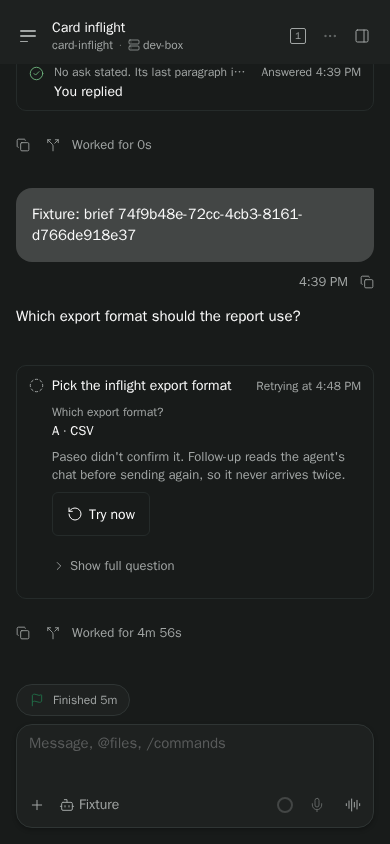 Card inflight
card-inflight · dev-box
1
No ask stated. Its last paragraph i··· Answered 4:39 PM
You replied
Worked for 0s
Fixture: brief 74f9b48e-72cc-4cb3-8161-
d766de918e37
4:39 PM
Which export format should the report use?
Pick the inflight export format Retrying at 4:48 PM
Which export format?
A · CSV
Paseo didn't confirm it. Follow-up reads the agent's
chat before sending again, so it never arrives twice.
Try now
Show full question
Worked for 4m 56s
Finished 5m
Message, @files, /commands
Fixture